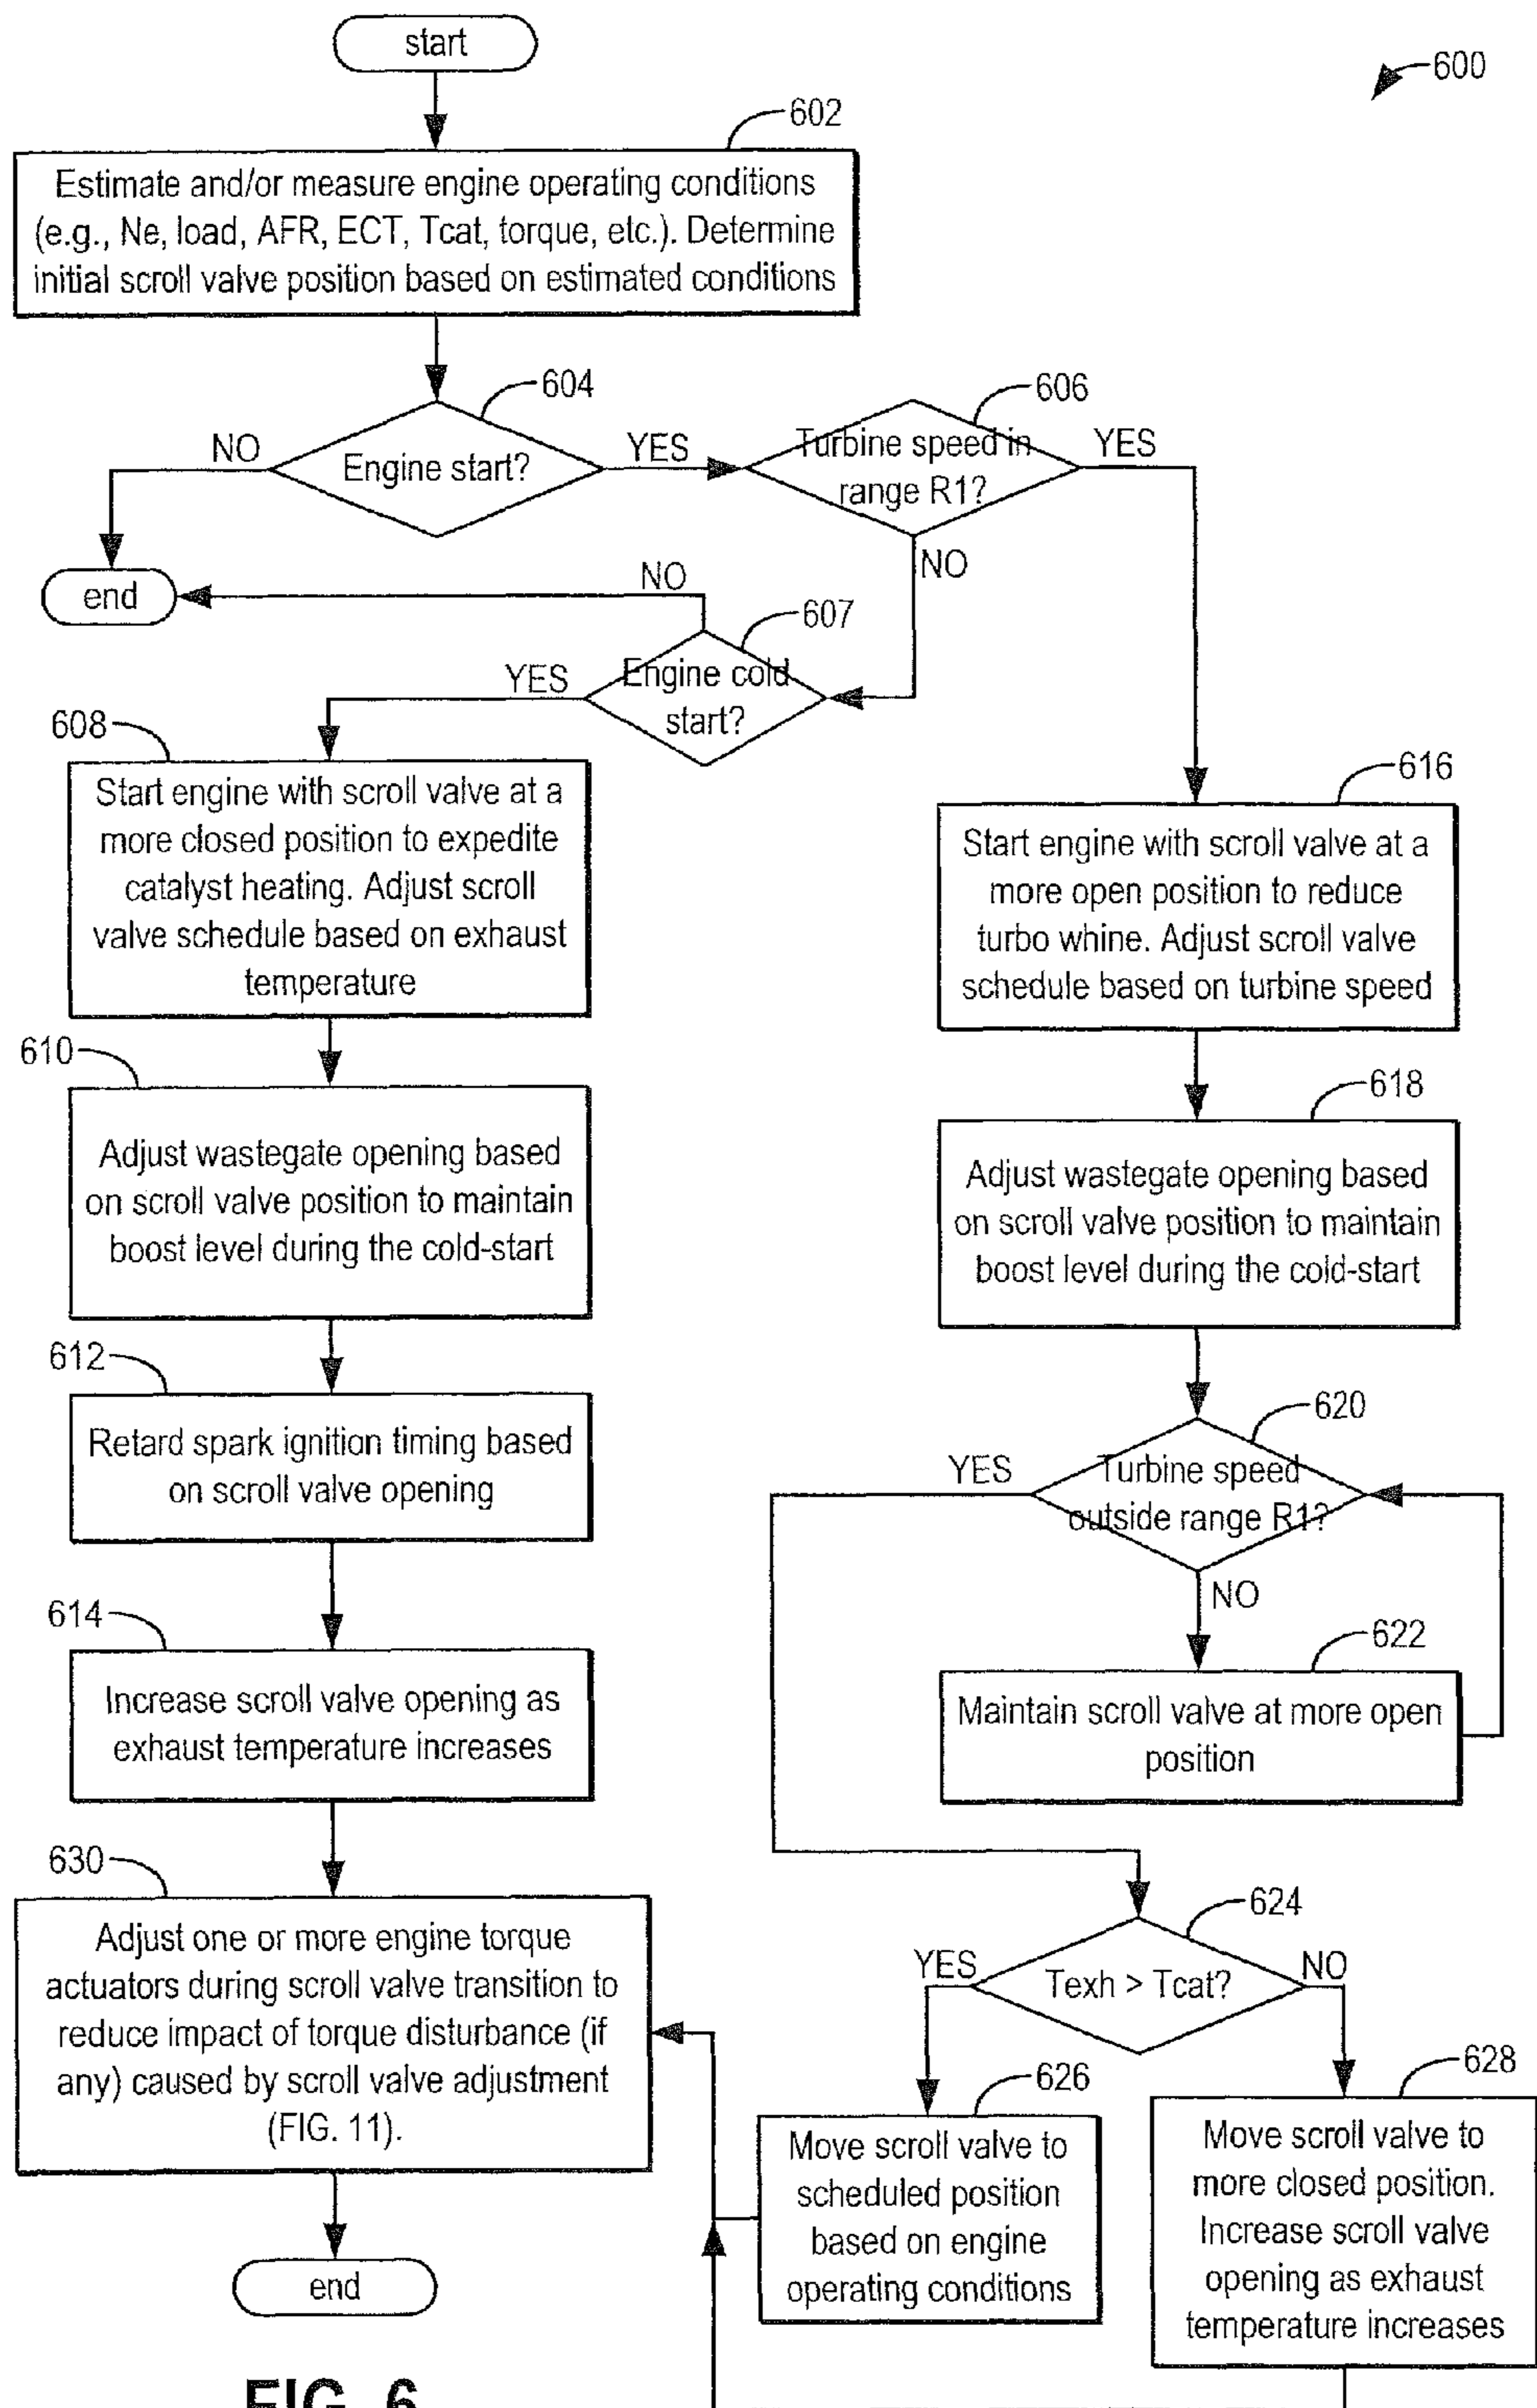 start
600
602
Estimate and/or measure engine operating conditions
(e.g., Ne, load, AFR, ECT, Tcat, torque, etc.). Determine
initial scroll valve position based on estimated conditions
604
606
NO
Engine start?
YES
Turbine speed in
range R1?
YES
NO
end
NO
607
YES
Engine cold
start?
608
Start engine with scroll valve at a
more closed position to expedite
catalyst heating. Adjust scroll
valve schedule based on exhaust
temperature
616
Start engine with scroll valve at a
more open position to reduce
turbo whine. Adjust scroll valve
schedule based on turbine speed
610
Adjust wastegate opening based
on scroll valve position to maintain
boost level during the cold-start
618
Adjust wastegate opening based
on scroll valve position to maintain
boost level during the cold-start
612
Retard spark ignition timing based
on scroll valve opening
620
YES
Turbine speed
outside range R1?
NO
614
Increase scroll valve opening as
exhaust temperature increases
622
Maintain scroll valve at more open
position
630
Adjust one or more engine torque
actuators during scroll valve transition to
reduce impact of torque disturbance (if
any) caused by scroll valve adjustment
(FIG. 11).
624
YES
Texh > Tcat?
NO
626
Move scroll valve to
scheduled position
based on engine
operating conditions
628
Move scroll valve to
more closed position.
Increase scroll valve
opening as exhaust
temperature increases
end
FIG. 6